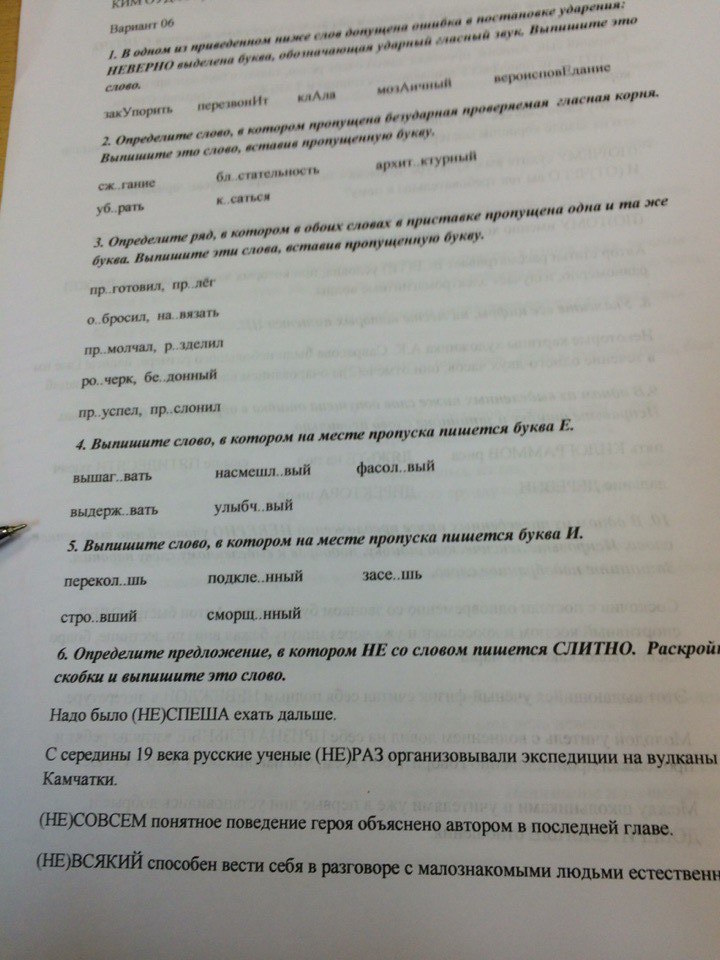 Вариант 06
1. В одном из приведенном ниже слов допущена ошибка в постановке ударения:
НЕВЕРНО выделена буква, обозначающая ударный гласный звук. Выпишите это
слово.
закУпорить перезвонИт клАла мозАичный вероисповЕдание
2. Определите слово, в котором пропущена безударная проверяемая гласная корня.
Выпишите это слово, вставив пропущенную букву.
сж..гание бл..стательность архит..ктурный
уб..рать к..саться
3. Определите ряд, в котором в обоих словах в приставке пропущена одна и та же
буква. Выпишите эти слова, вставив пропущенную букву.
пр..готовил, пр..лёг
о..бросил, на..вязать
пр..молчал, р..зделил
ро..черк, бе..донный
пр..успел, пр..слонил
4. Выпишите слово, в котором на месте пропуска пишется буква Е.
вышаг..вать насмешл..вый фасол..вый
выдерж..вать улыбч..вый
5. Выпишите слово, в котором на месте пропуска пишется буква И.
перекол..шь подкле..нный засе..шь
стро..вший сморщ..нный
6. Определите предложение, в котором НЕ со словом пишется СЛИТНО. Раскрой
скобки и выпишите это слово.
Надо было (НЕ)СПЕША ехать дальше.
С середины 19 века русские ученые (НЕ)РАЗ организовывали экспедиции на вулканы
Камчатки.
(НЕ)СОВСЕМ понятное поведение героя объяснено автором в последней главе.
(НЕ)ВСЯКИЙ способен вести себя в разговоре с малознакомыми людьми естественн